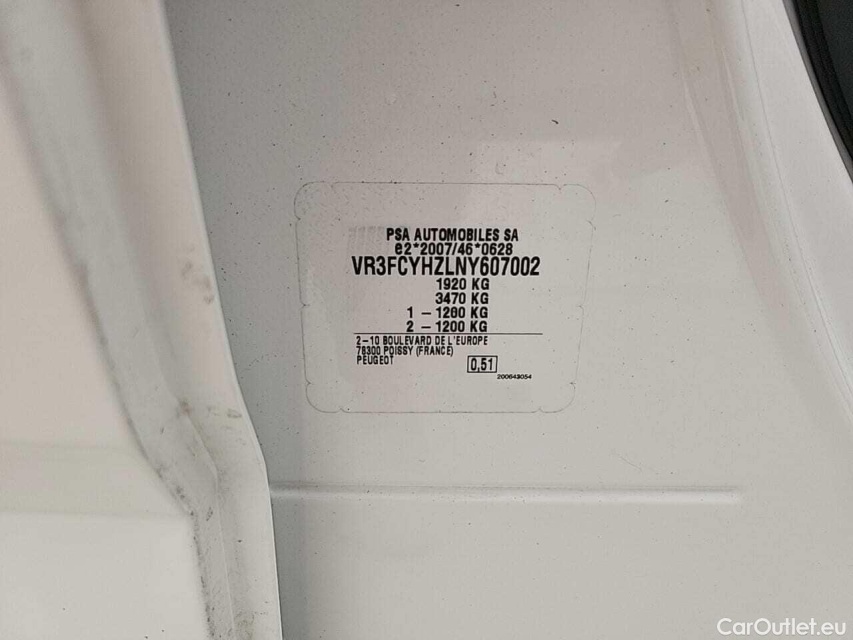 PSA AUTOMOBILES SA
e2*2007/46*0628
VR3FCYHZLNY607002
1920 KG
3470 KG
1 - 1260 KG
2 - 1200 KG
2-10 BOULEVARD DE L'EUROPE
78300 POISSY (FRANCE)
PEUGEOT
0,51
200643054
CarOutlet.eu